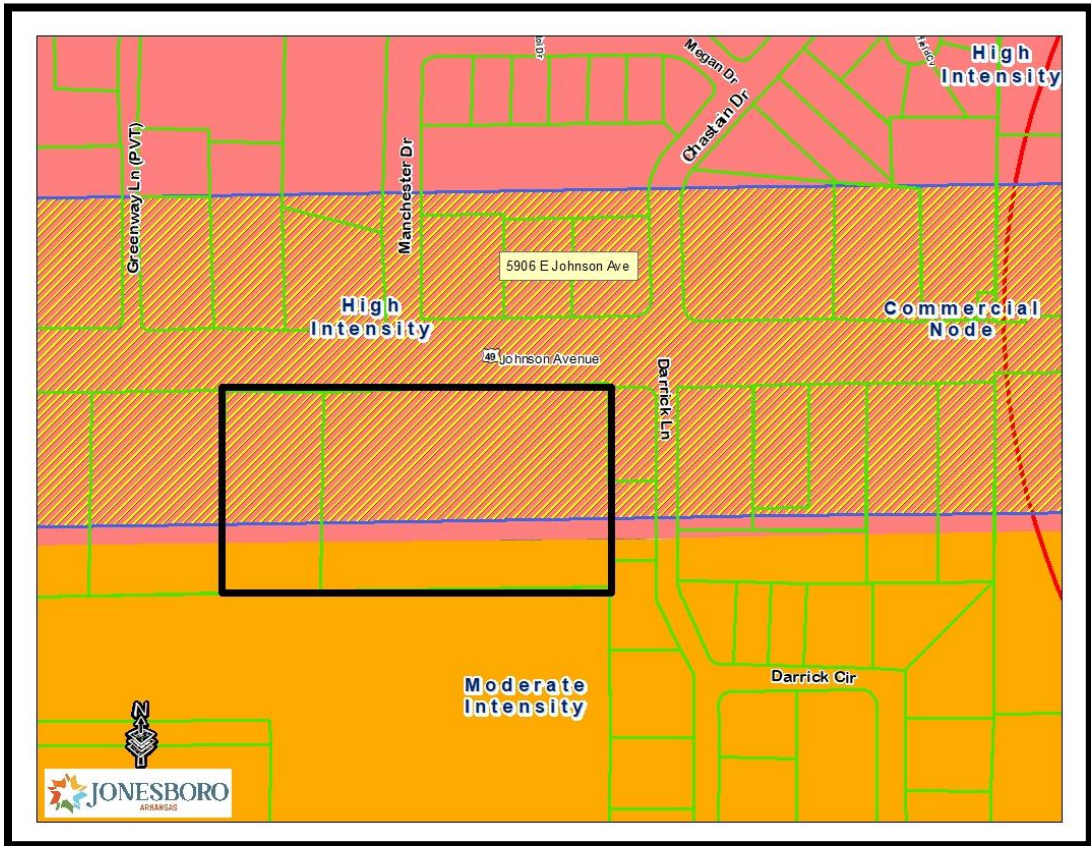 Megan Dr
Chastain Dr
High
Intensity
Greenway Ln (PVT)
Manchester Dr
5906 E Johnson Ave
High
Intensity
Commercial
Node
49 Johnson Avenue
Darrick Ln
Moderate
Intensity
Darrick Cir
N
JONESBORO
ARKANSAS